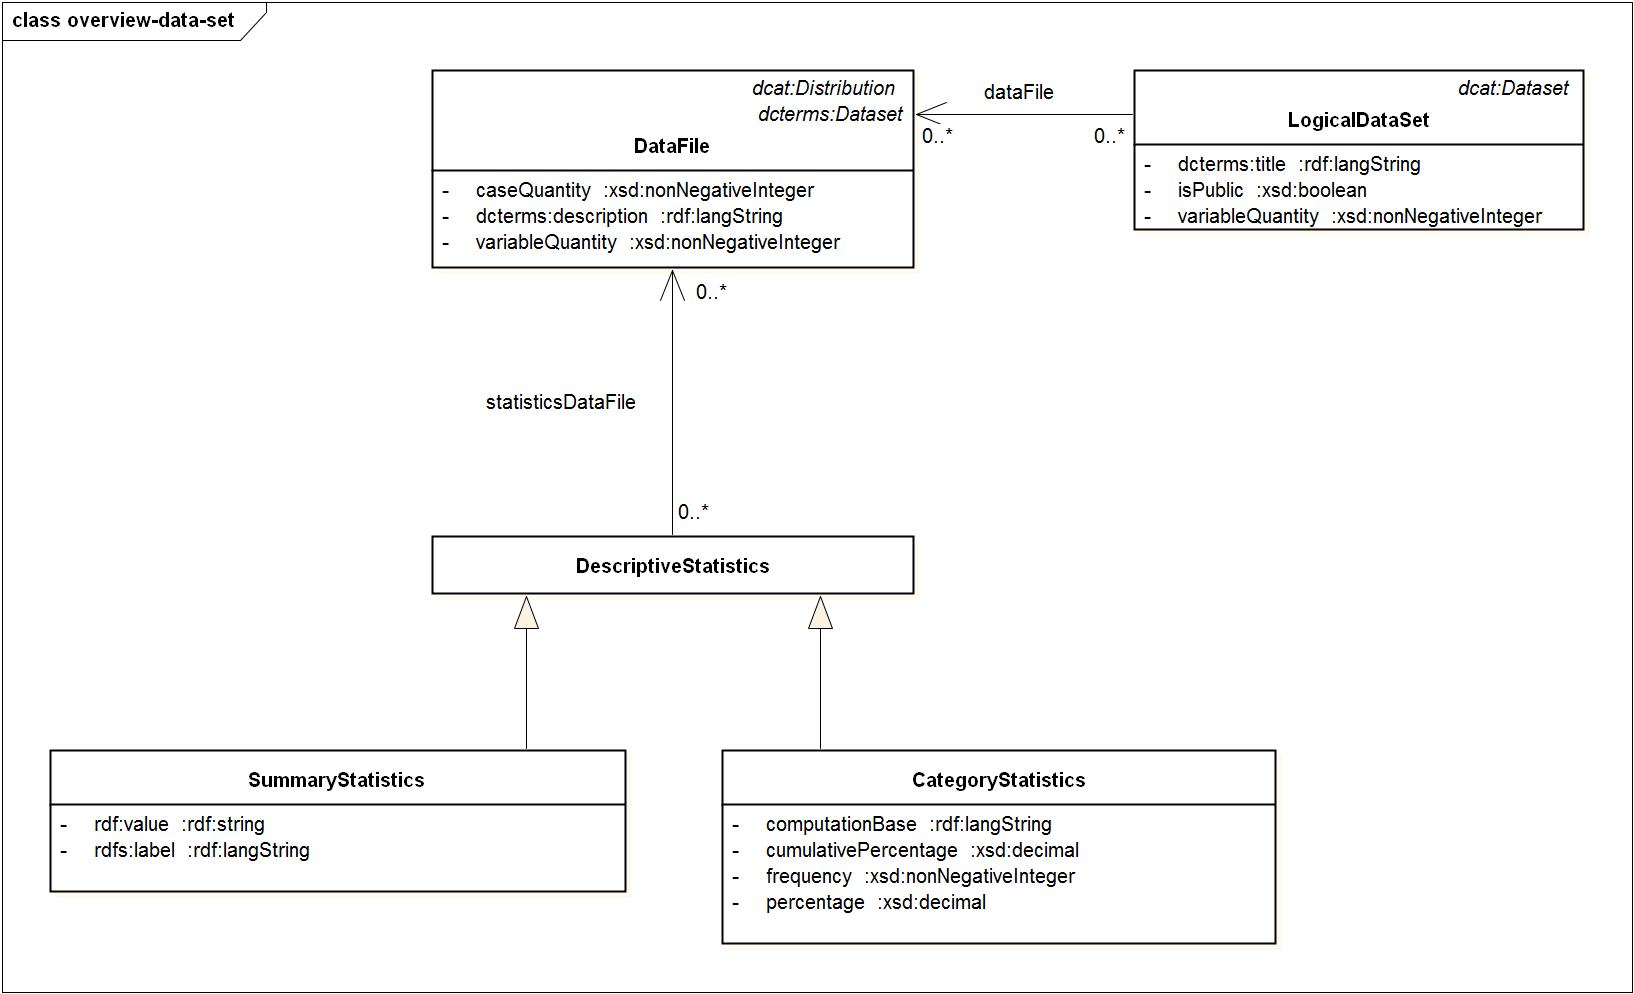 class overview-data-set
dcat:Distribution
dcterms:Dataset
DataFile
- caseQuantity :xsd:nonNegativeInteger
- dcterms:description :rdf:langString
- variableQuantity :xsd:nonNegativeInteger
dataFile
0..*
0..*
dcat:Dataset
LogicalDataSet
- dcterms:title :rdf:langString
- isPublic :xsd:boolean
- variableQuantity :xsd:nonNegativeInteger
0..*
statisticsDataFile
0..*
DescriptiveStatistics
SummaryStatistics
- rdf:value :rdf:string
- rdfs:label :rdf:langString
CategoryStatistics
- computationBase :rdf:langString
- cumulativePercentage :xsd:decimal
- frequency :xsd:nonNegativeInteger
- percentage :xsd:decimal